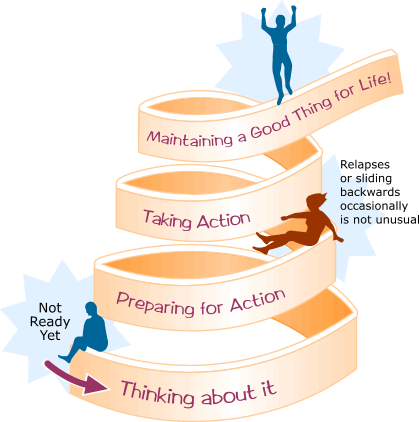 Maintaining a Good Thing for Life!
Relapses
or sliding
backwards
occasionally
is not unusual
Taking Action
Preparing for Action
Not
Ready
Yet
Thinking about it